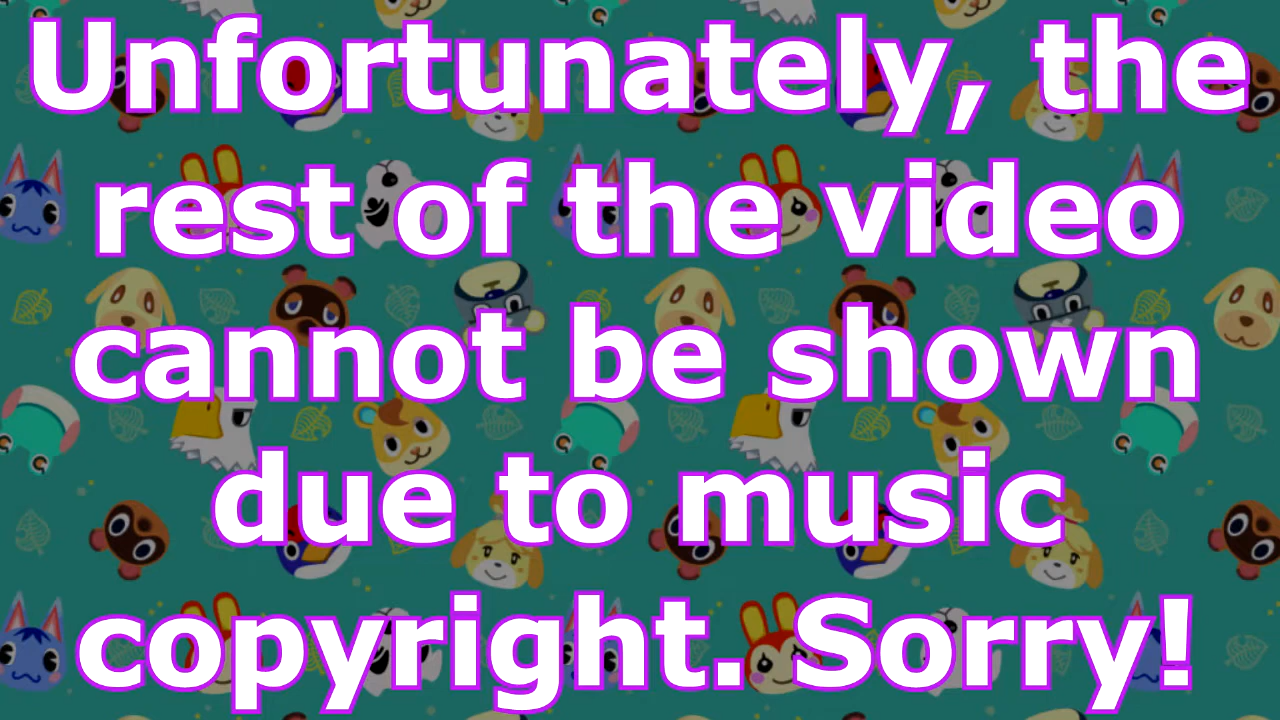 Unfortunately, the
rest of the video
cannot be shown
due to music
copyright. Sorry!